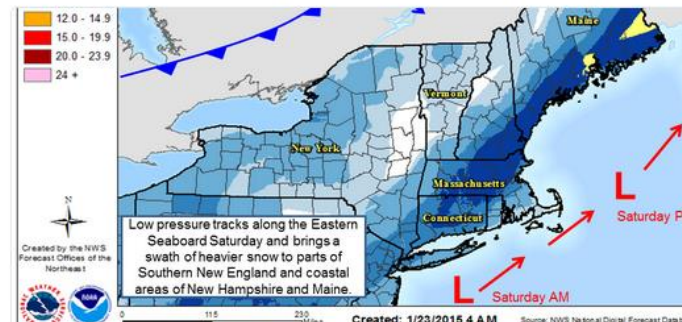 12.0 - 14.9
15.0 - 19.9
20.0 - 23.9
24 +
Maine
Vermont
New York
Massachusetts
Connecticut
L
Saturday P
L
Saturday AM
Low pressure tracks along the Eastern
Seaboard Saturday and brings a
swath of heavier snow to parts of
Southern New England and coastal
areas of New Hampshire and Maine.
Created by the NWS
Forecast Offices of the
Northeast
NOAA
115
230
Created: 1/23/2015 4 AM
Source: NWS National Digital Forecast Datab